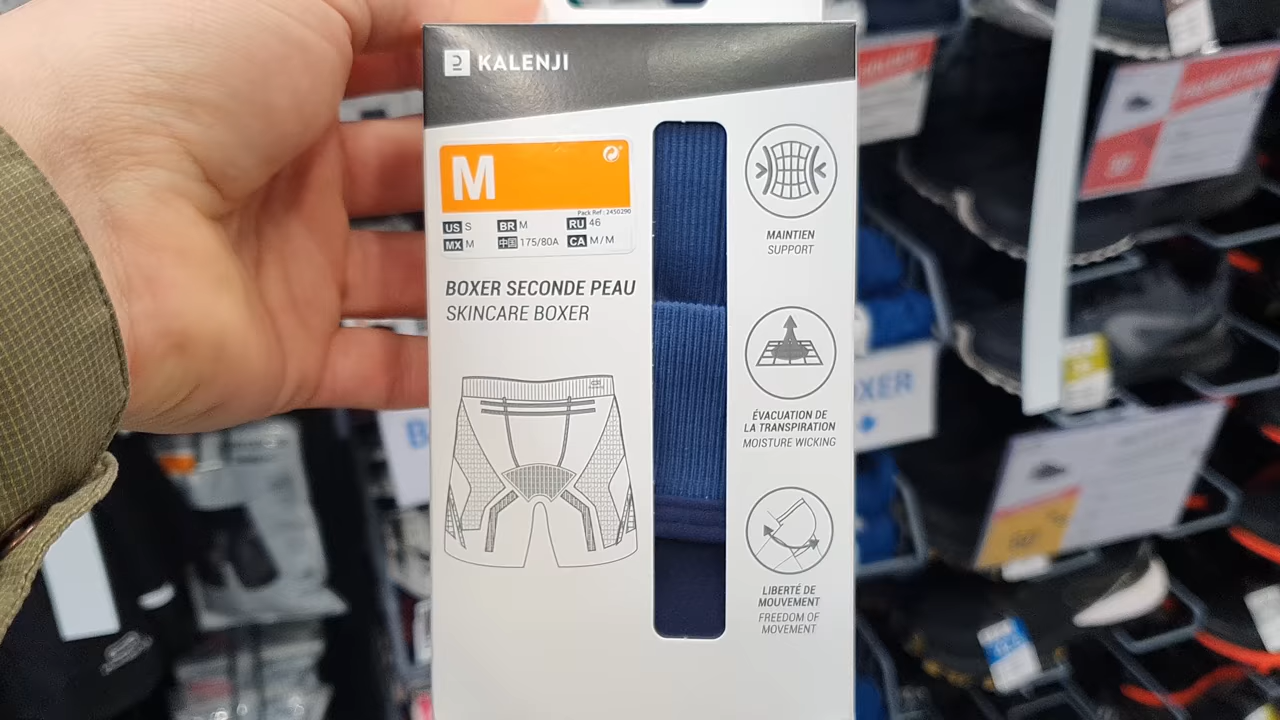 KALENJI
M
Pack Ref : 2450290
US S BR M RU 46
MX M 中国 175/80A CA M/M
BOXER SECONDE PEAU
SKINCARE BOXER
MAINTIEN
SUPPORT
ÉVACUATION DE
LA TRANSPIRATION
MOISTURE WICKING
LIBERTÉ DE
MOUVEMENT
FREEDOM OF
MOVEMENT